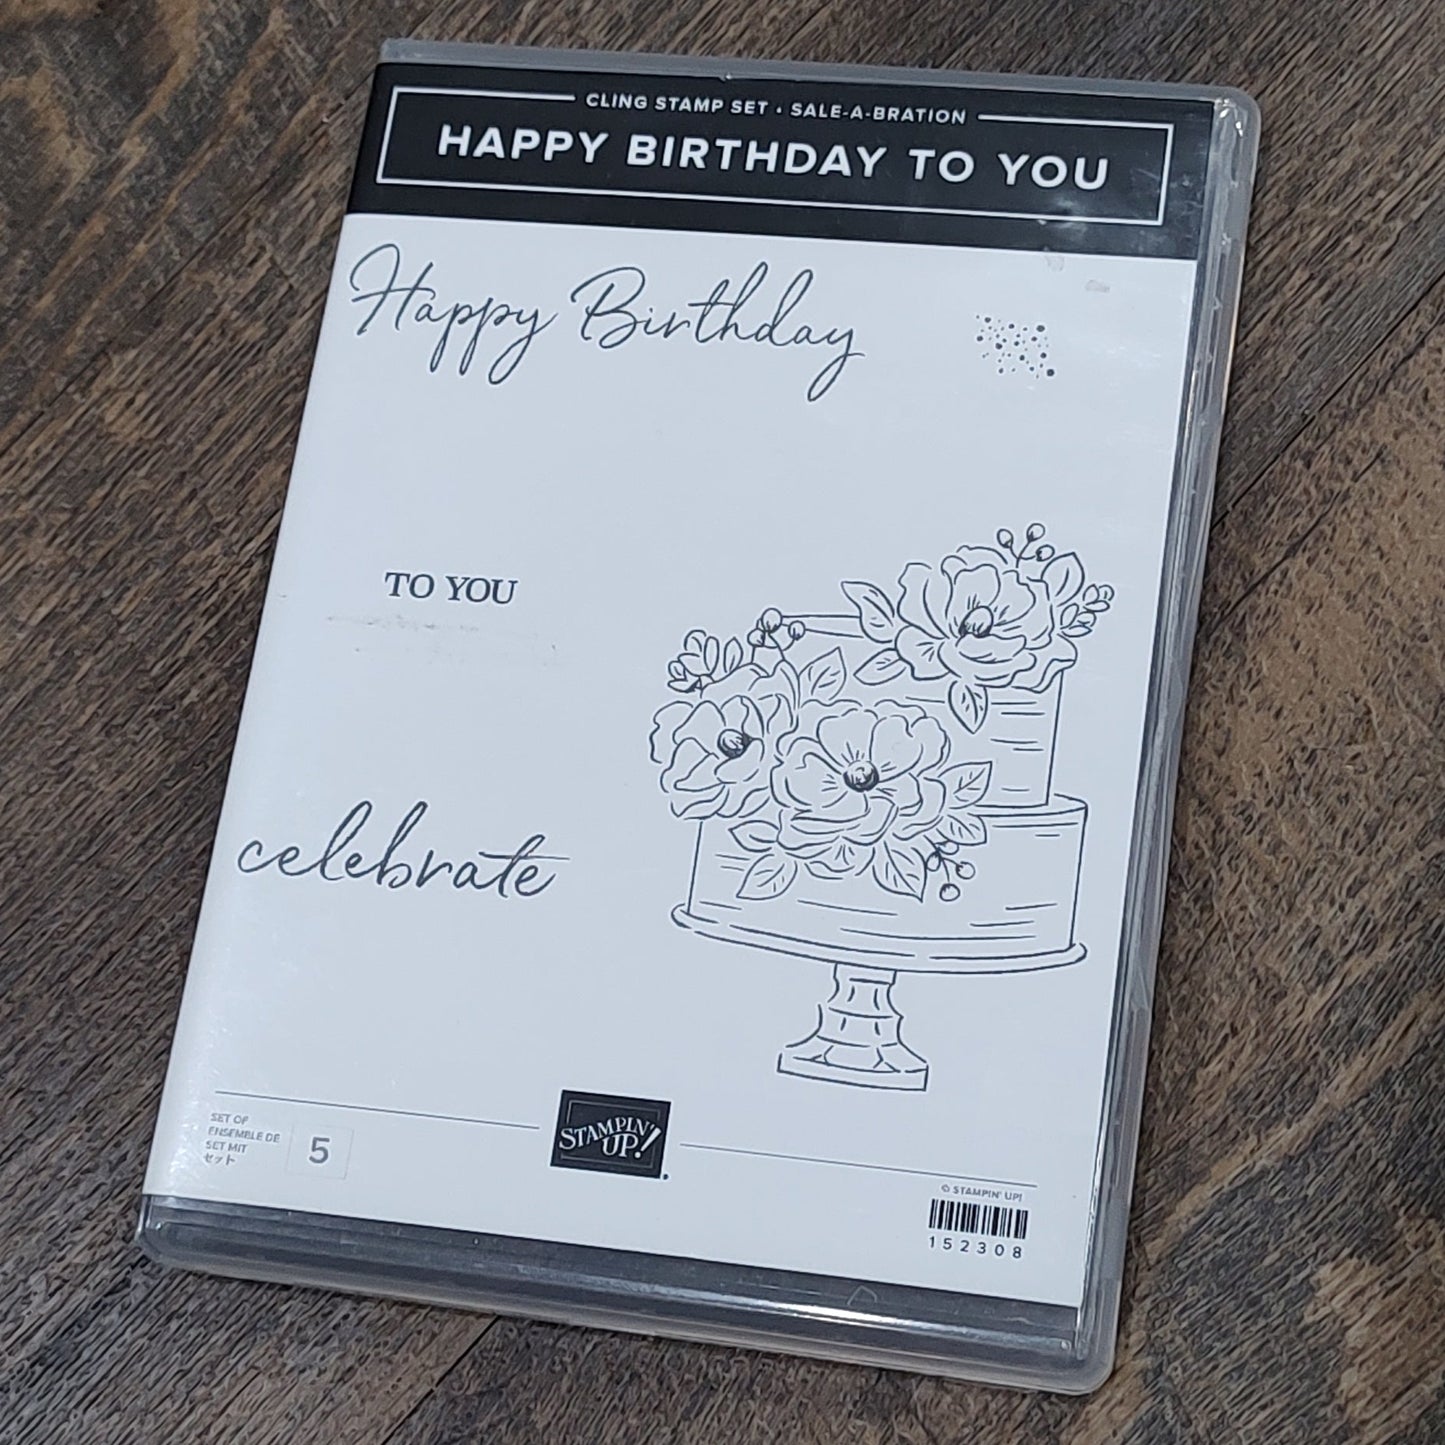 CLING STAMP SET • SALE-A-BRATION
HAPPY BIRTHDAY TO YOU
Happy Birthday
TO YOU
celebrate
SET OF
ENSEMBLE DE
SET MIT
セット
5
STAMPIN'
UP!
© STAMPIN' UP!
152308